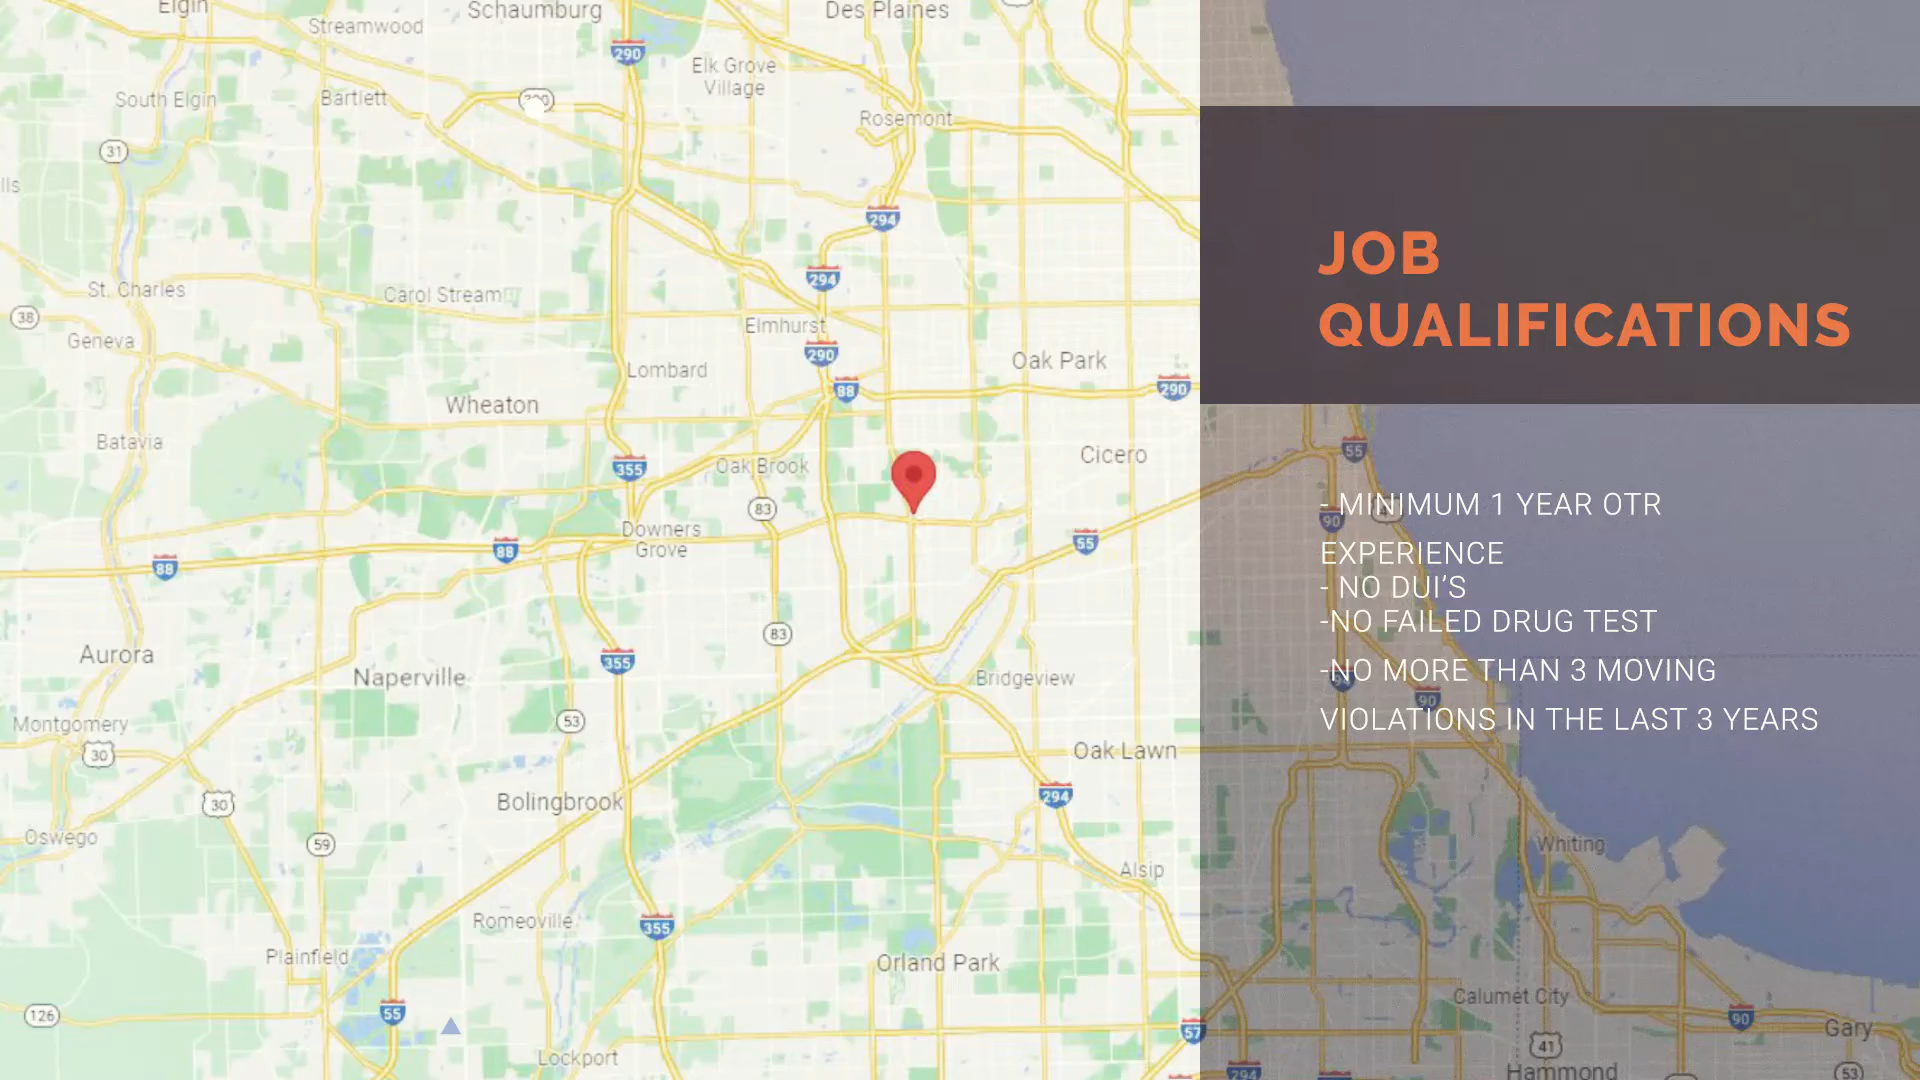 Elgin
Schaumburg
Des Plaines
Streamwood
290
Elk Grove
Village
South Elgin
Bartlett
Rosemont
31
lls
294
JOB
QUALIFICATIONS
294
St. Charles
Carol Stream
38
Elmhurst
Geneva
290
Oak Park
Lombard
88
290
Wheaton
Batavia
55
Cicero
355
Oak Brook
- MINIMUM 1 YEAR OTR
83
90
Downers
Grove
88
55
EXPERIENCE
88
- NO DUI'S
-NO FAILED DRUG TEST
83
Aurora
355
-NO MORE THAN 3 MOVING
Naperville
Bridgeview
90
Montgomery
53
VIOLATIONS IN THE LAST 3 YEARS
30
Oak Lawn
294
Bolingbrook
30
Oswego
59
Whiting
Alsip
Romeoville
355
Plainfield
Orland Park
Calumet City
126
55
57
90
Gary
41
Lockport
Hammond
294
53